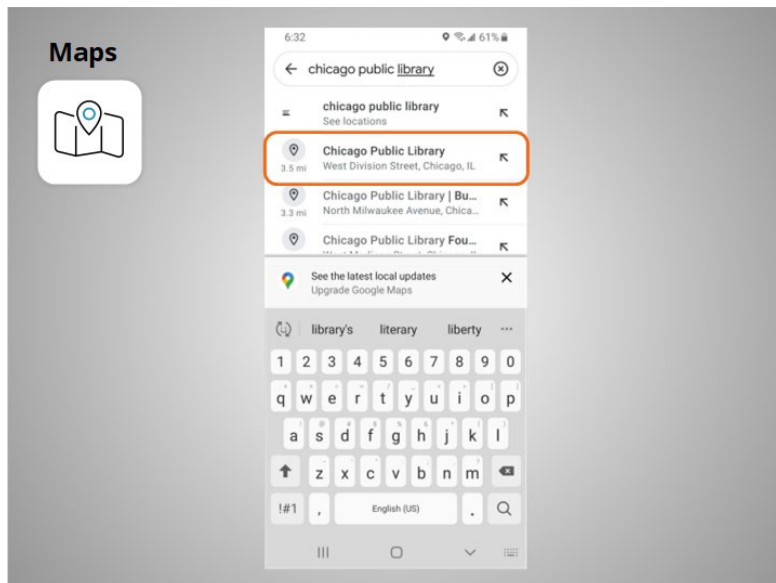 Maps
6:32
61%
chicago public library
chicago public library
See locations
Chicago Public Library
3.5 mi
West Division Street, Chicago, IL
Chicago Public Library | Bu...
3.3 mi
North Milwaukee Avenue, Chica...
Chicago Public Library Fou...
See the latest local updates
Upgrade Google Maps
library's literary liberty ...
1 2 3 4 5 6 7 8 9 0
q w e r t y u i o p
a s d f g h j k l
z x c v b n m
!#1 , English (US) .